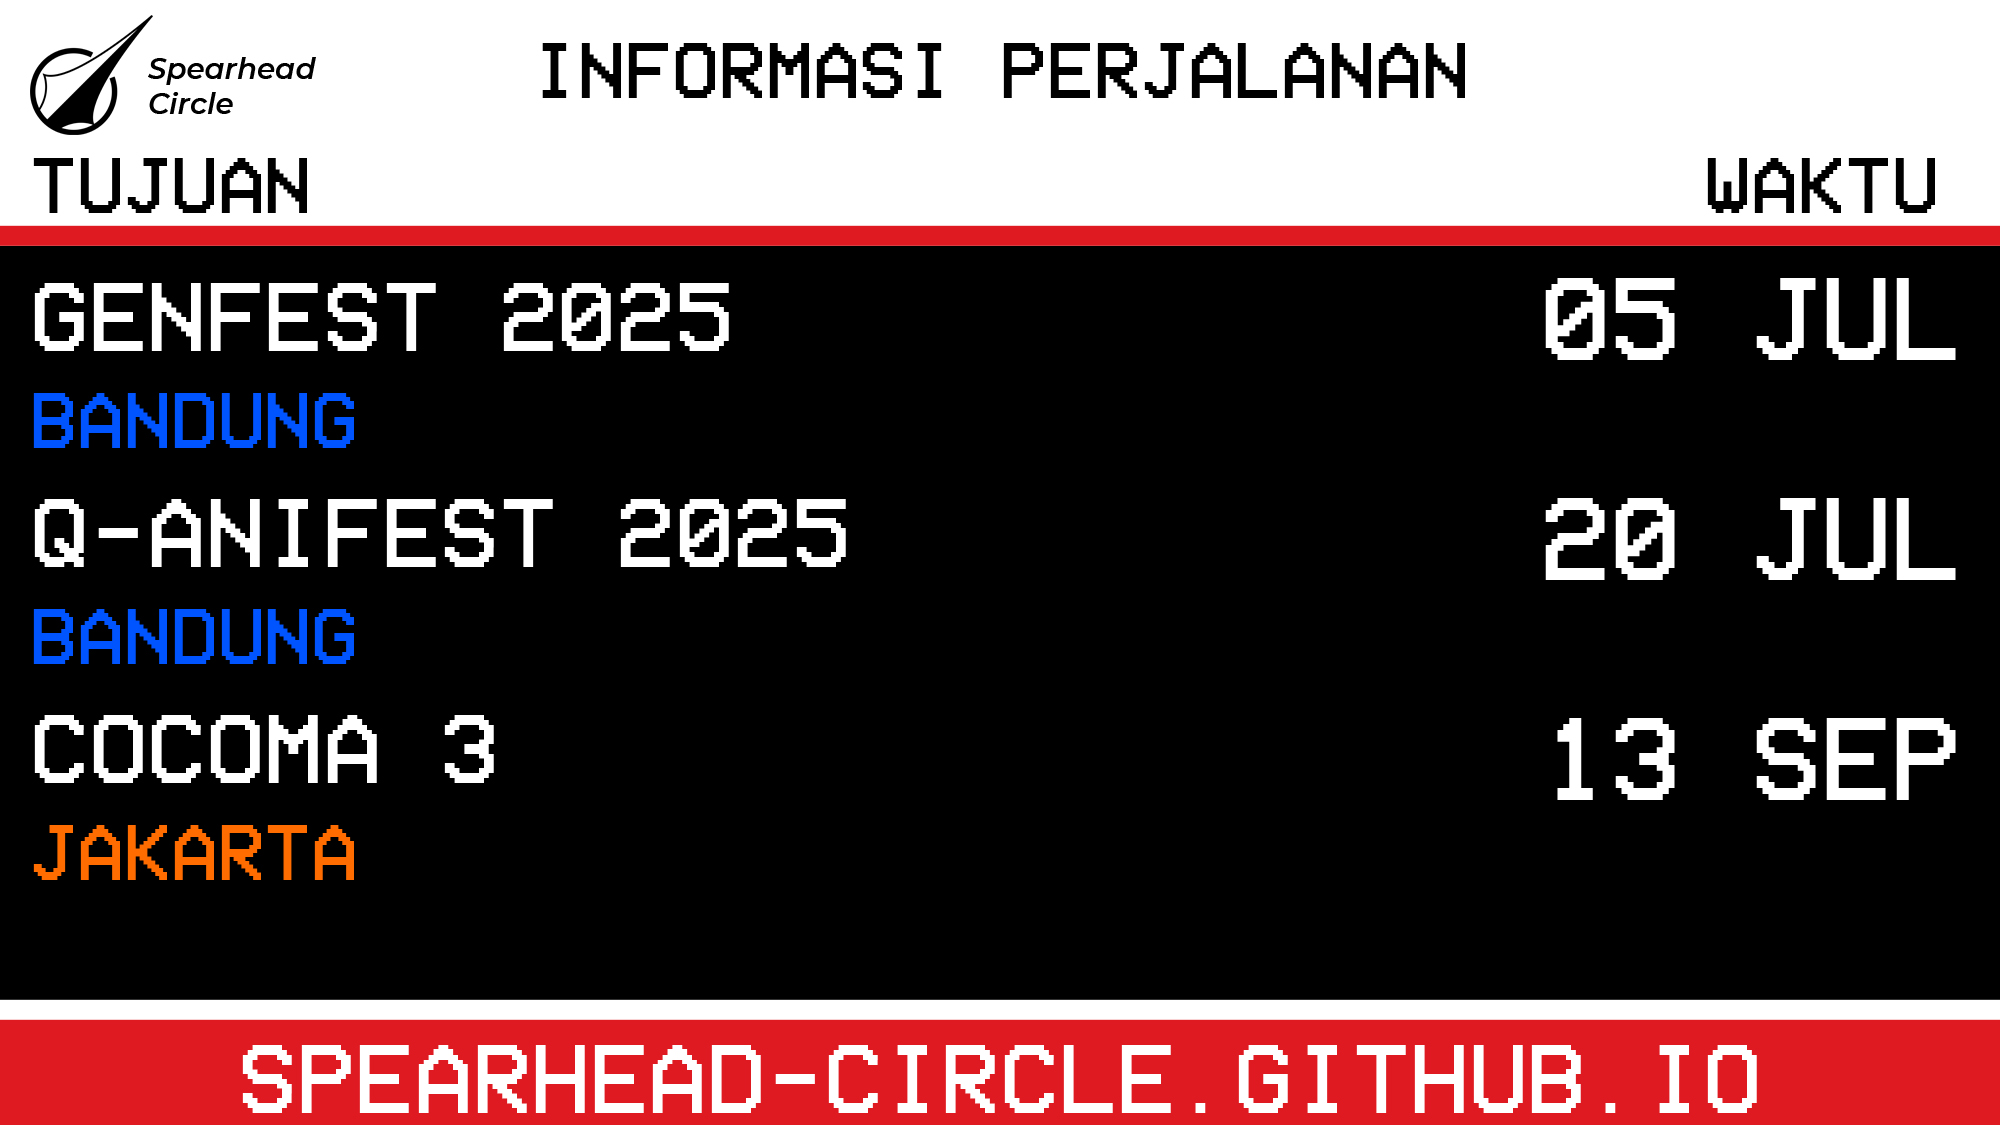 Spearhead
Circle
INFORMASI PERJALANAN
TUJUAN WAKTU
GENFEST 2025 05 JUL
BANDUNG
Q-ANIFEST 2025 20 JUL
BANDUNG
COCOMA 3 13 SEP
JAKARTA
SPEARHEAD-CIRCLE.GITHUB.IO